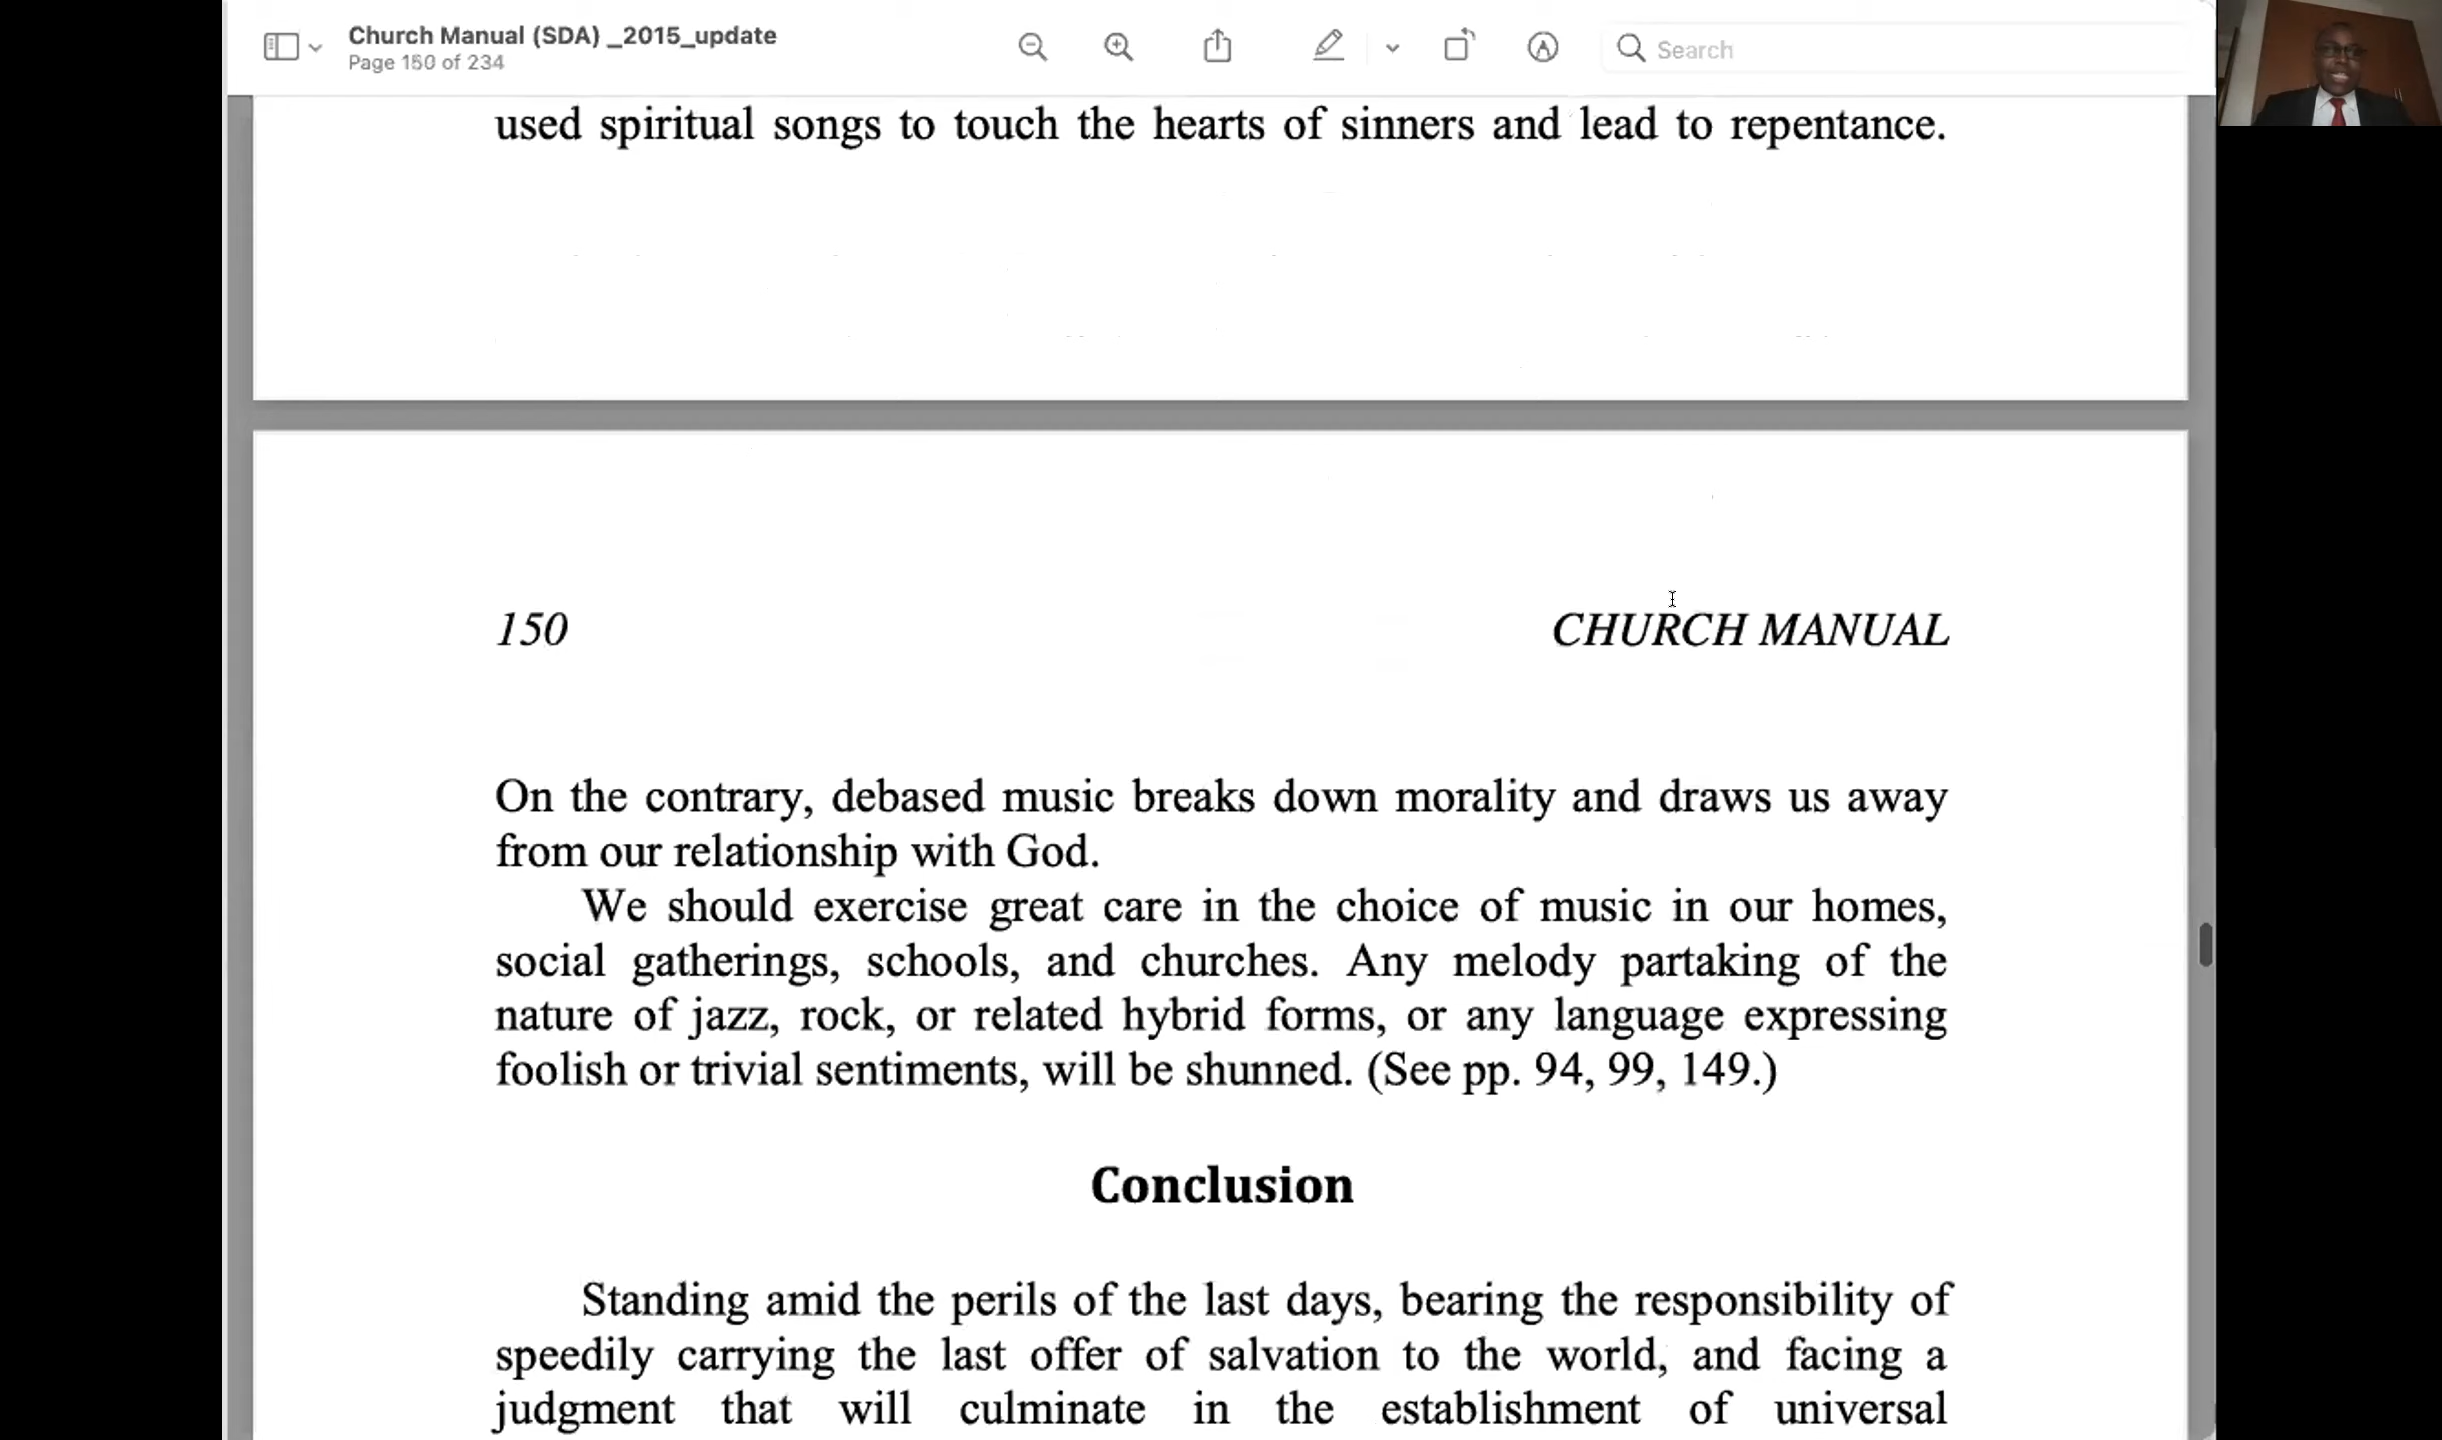 Church Manual (SDA) _2015_update
Page 150 of 234
Search
used spiritual songs to touch the hearts of sinners and lead to repentance.
150
CHURCH MANUAL
On the contrary, debased music breaks down morality and draws us away
from our relationship with God.
We should exercise great care in the choice of music in our homes,
social gatherings, schools, and churches. Any melody partaking of the
nature of jazz, rock, or related hybrid forms, or any language expressing
foolish or trivial sentiments, will be shunned. (See pp. 94, 99, 149.)
Conclusion
Standing amid the perils of the last days, bearing the responsibility of
speedily carrying the last offer of salvation to the world, and facing a
judgment that will culminate in the establishment of universal